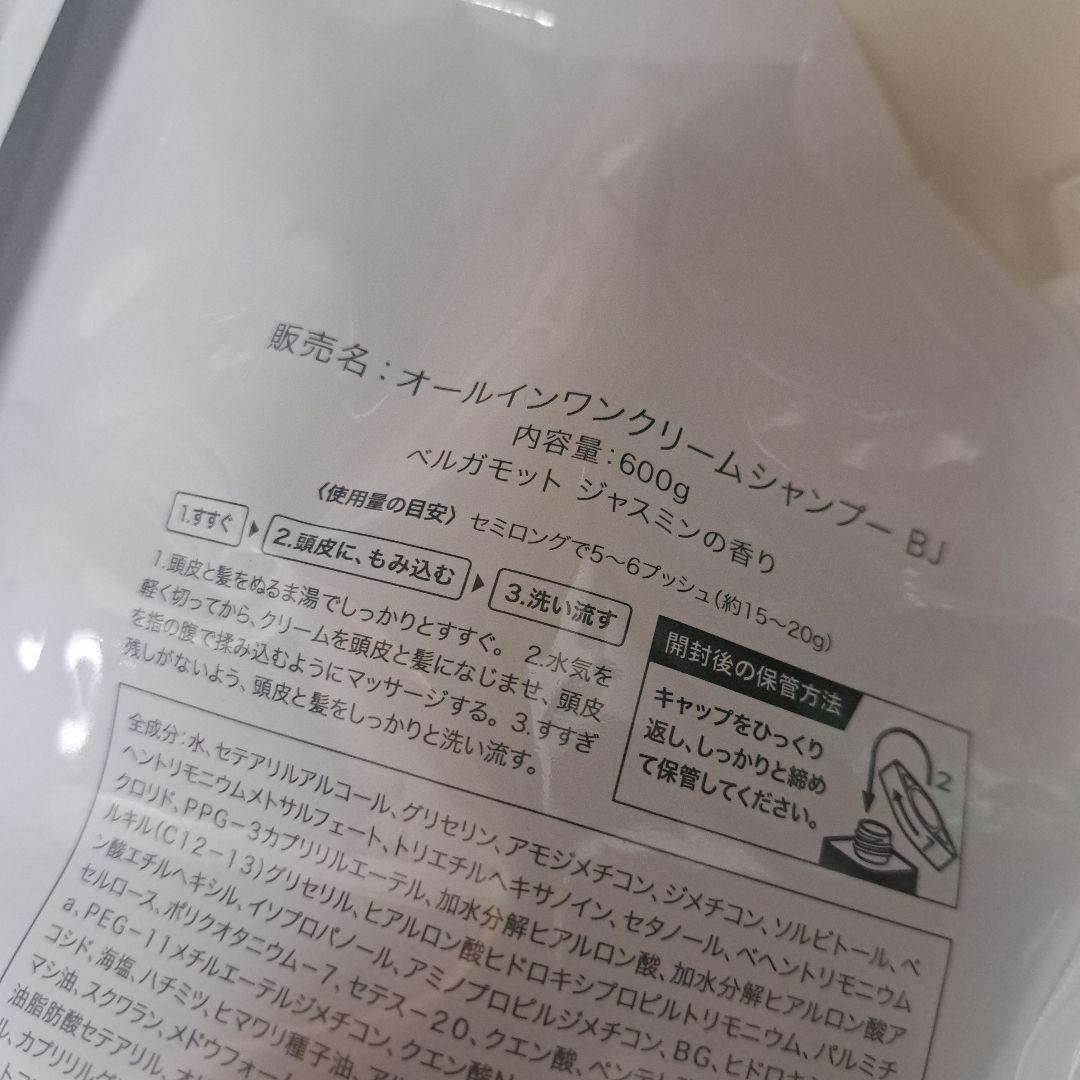 販売名：オールインワンクリームシャンプー BJ
内容量：600g
ベルガモット ジャスミンの香り
〈使用量の目安〉セミロングで5～6プッシュ(約15～20g)
1.すすぐ
2.頭皮に、もみ込む
3.洗い流す
1.頭皮と髪をぬるま湯でしっかりとすすぐ。 2.水気を
軽く切ってから、クリームを頭皮と髪になじませ、頭皮
を指の腹で揉み込むようにマッサージする。3.すすぎ
残しがないよう、頭皮と髪をしっかりと洗い流す。
開封後の保管方法
キャップをひっくり
返し、しっかりと締め
て保管してください。
2
全成分：水、セテアリルアルコール、グリセリン、アモジメチコン、ジメチコン、ソルビトール、ベ
ヘントリモニウムメトサルフェート、トリエチルヘキサノイン、セタノール、ベヘントリモニウム
クロリド、PPG－3カプリリルエーテル、加水分解ヒアルロン酸、加水分解ヒアルロン酸ア
ルキル(C12－13)グリセリル、ヒアルロン酸ヒドロキシプロピルトリモニウム、パルミチ
ン酸エチルヘキシル、イソプロパノール、アミノプロピルジメチコン、BG、ヒドロキ
セルロース、ポリクオタニウム－7、セテス－20、クエン酸、ペンテ
a、PEG－11メチルエーテルジメチコン、クエン酸
コシド、海塩、ハチミツ、ヒマワリ種子油、ア
マシ油、スクワラン、メドウフォーム
油脂肪酸セテアリル、オ
ル、カプリリルグ